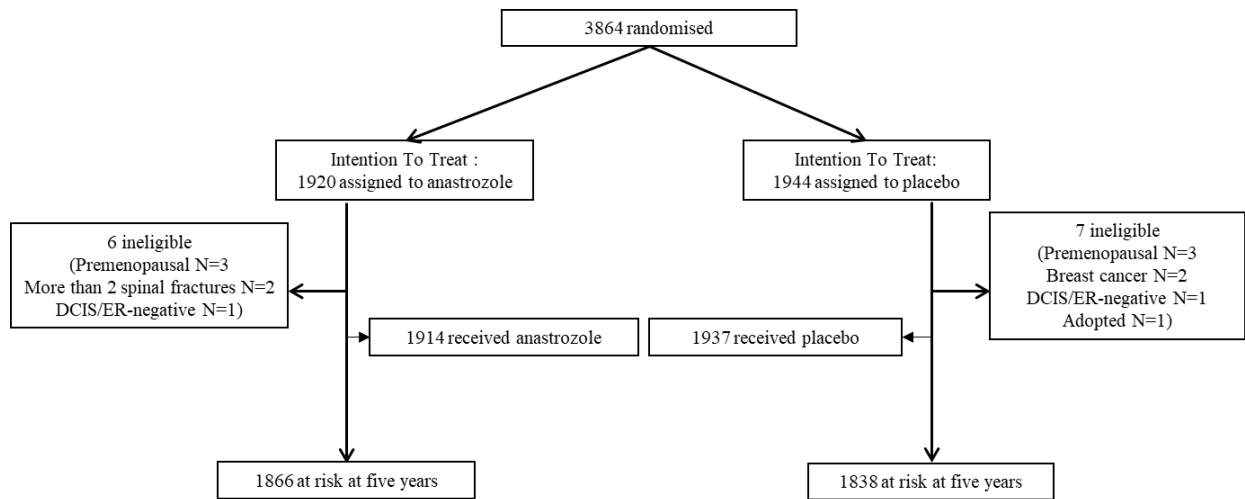 3864 randomised
Intention To Treat :
1920 assigned to anastrozole
Intention To Treat:
1944 assigned to placebo
6 ineligible
(Premenopausal N=3
More than 2 spinal fractures N=2
DCIS/ER-negative N=1)
7 ineligible
(Premenopausal N=3
Breast cancer N=2
DCIS/ER-negative N=1
Adopted N=1)
1914 received anastrozole
1937 received placebo
1866 at risk at five years
1838 at risk at five years